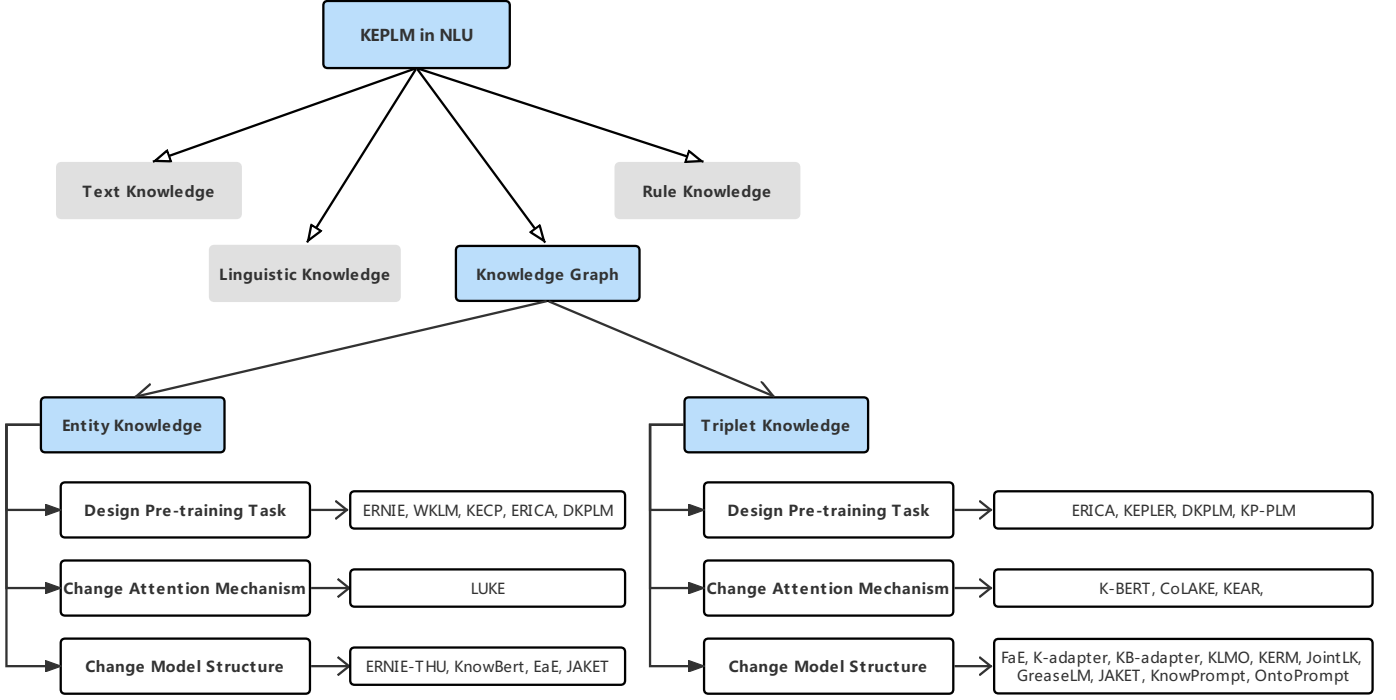 KEPLM in NLU
Text Knowledge
Rule Knowledge
Linguistic Knowledge
Knowledge Graph
Entity Knowledge
Design Pre-training Task
ERNIE, WKLM, KECP, ERICA, DKPLM
Change Attention Mechanism
LUKE
Change Model Structure
ERNIE-THU, KnowBert, EaE, JAKET
Triplet Knowledge
Design Pre-training Task
ERICA, KEPLER, DKPLM, KP-PLM
Change Attention Mechanism
K-BERT, CoLAKE, KEAR,
Change Model Structure
FaE, K-adapter, KB-adapter, KLMO, KERM, JointLK,
GreaseLM, JAKET, KnowPrompt, OntoPrompt